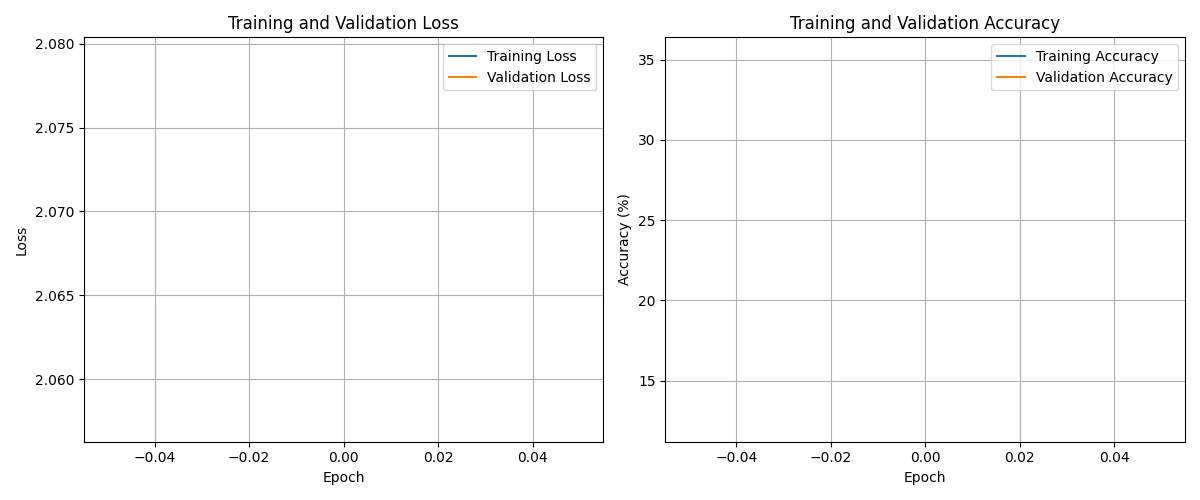 Training and Validation Loss
2.080
2.075
2.070
2.065
2.060
Loss
Training Loss
Validation Loss
−0.04 −0.02 0.00 0.02 0.04
Epoch
Training and Validation Accuracy
35
30
25
20
15
Accuracy (%)
Training Accuracy
Validation Accuracy
−0.04 −0.02 0.00 0.02 0.04
Epoch